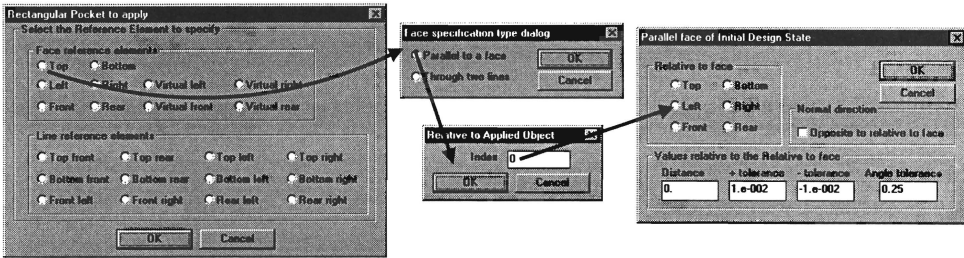 Rectangular Pocket to apply
Select the Reference Element to specify
Face reference elements
Top Bottom
Left Right Virtual left Virtual right
Front Rear Virtual front Virtual rear
Line reference elements
Top front Top rear Top left Top right
Bottom front Bottom rear Bottom left Bottom right
Front left Front right Rear left Rear right
OK Cancel
Face specification type dialog
Parallel to a face OK
Through two lines Cancel
Relative to Applied Object
Index 0
OK Cancel
Parallel face of Initial Design State
Relative to face OK
Top Bottom Cancel
Left Right Normal direction
Front Rear Opposite to relative to face
Values relative to the Relative to face
Distance + tolerance - tolerance Angle tolerance
0. 1.e-002 -1.e-002 0.25